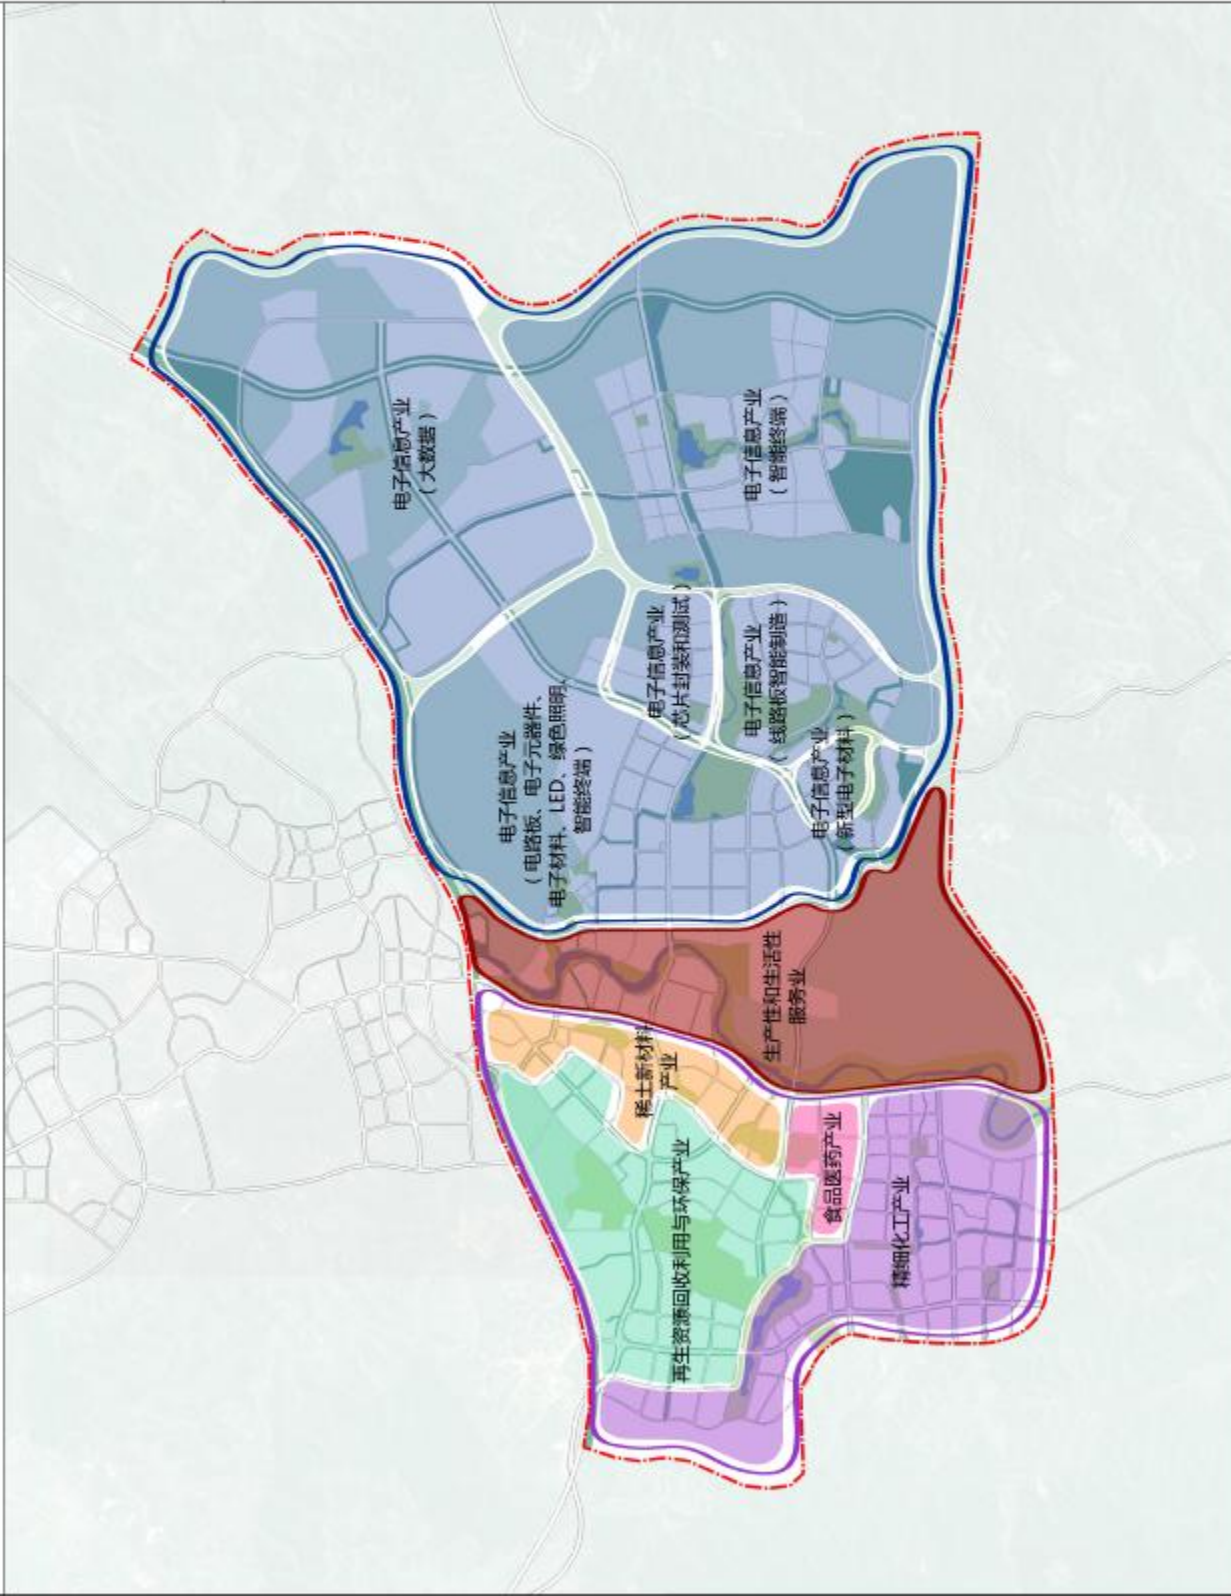 电子信息产业
（大数据）
电子信息产业
（智能终端）
电子信息产业
（芯片封装和测试）
电子信息产业
（线路板智能制造）
电子信息产业
（电路板、电子元器件、
电子材料、LED、绿色照明、
智能终端）
电子信息产业
（新型电子材料）
生产性和生活性
服务业
稀土新材料
产业
再生资源回收利用与环保产业
食品医药产业
精细化工产业